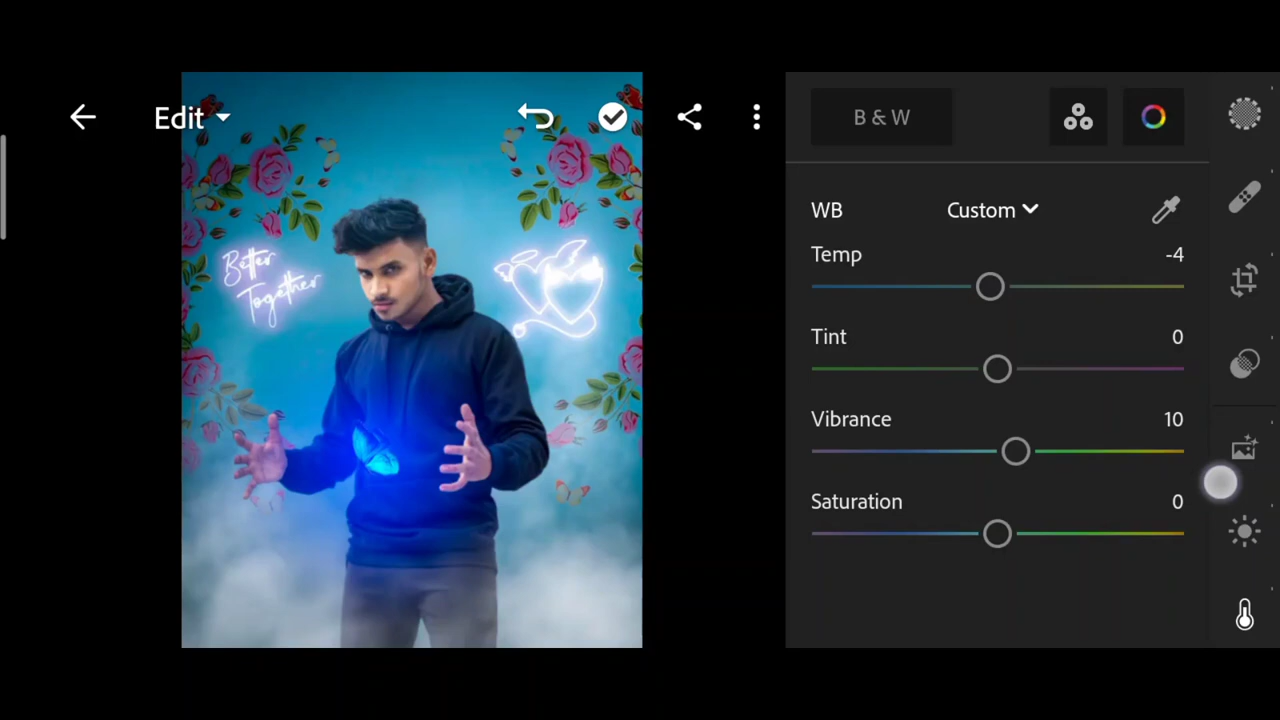 Edit
B & W
WB
Custom
Temp
-4
Tint
0
Vibrance
10
Saturation
0
Better
Together